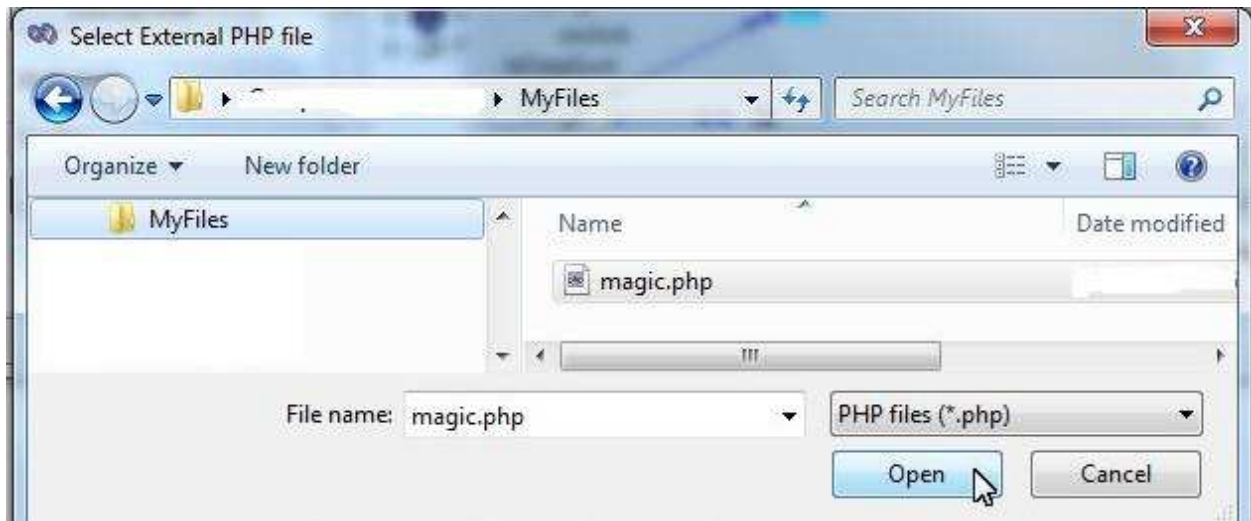 Select External PHP file
MyFiles Search MyFiles
Organize New folder
MyFiles
Name Date modified
magic.php
File name: magic.php PHP files (*.php)
Open Cancel